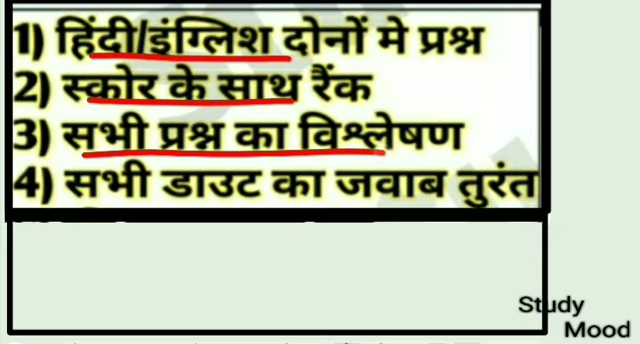 1) हिंदी/इंग्लिश दोनों मे प्रश्न
2) स्कोर के साथ रैंक
3) सभी प्रश्न का विश्लेषण
4) सभी डाउट का जवाब तुरंत
Study
Mood